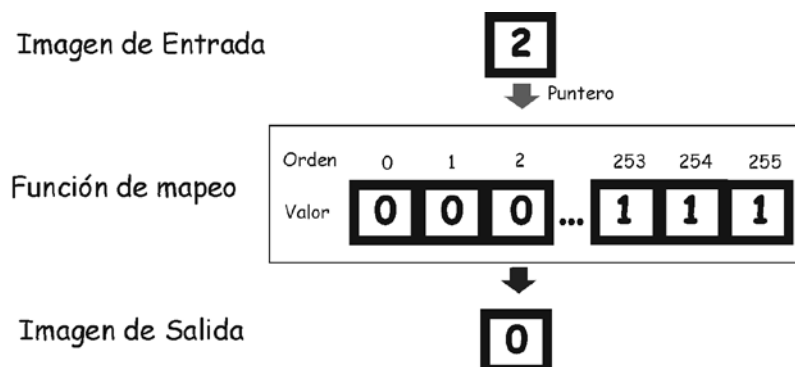 Imagen de Entrada
2
Puntero
Orden 0 1 2 253 254 255
Función de mapeo
Valor 0 0 0 ... 1 1 1
Imagen de Salida
0